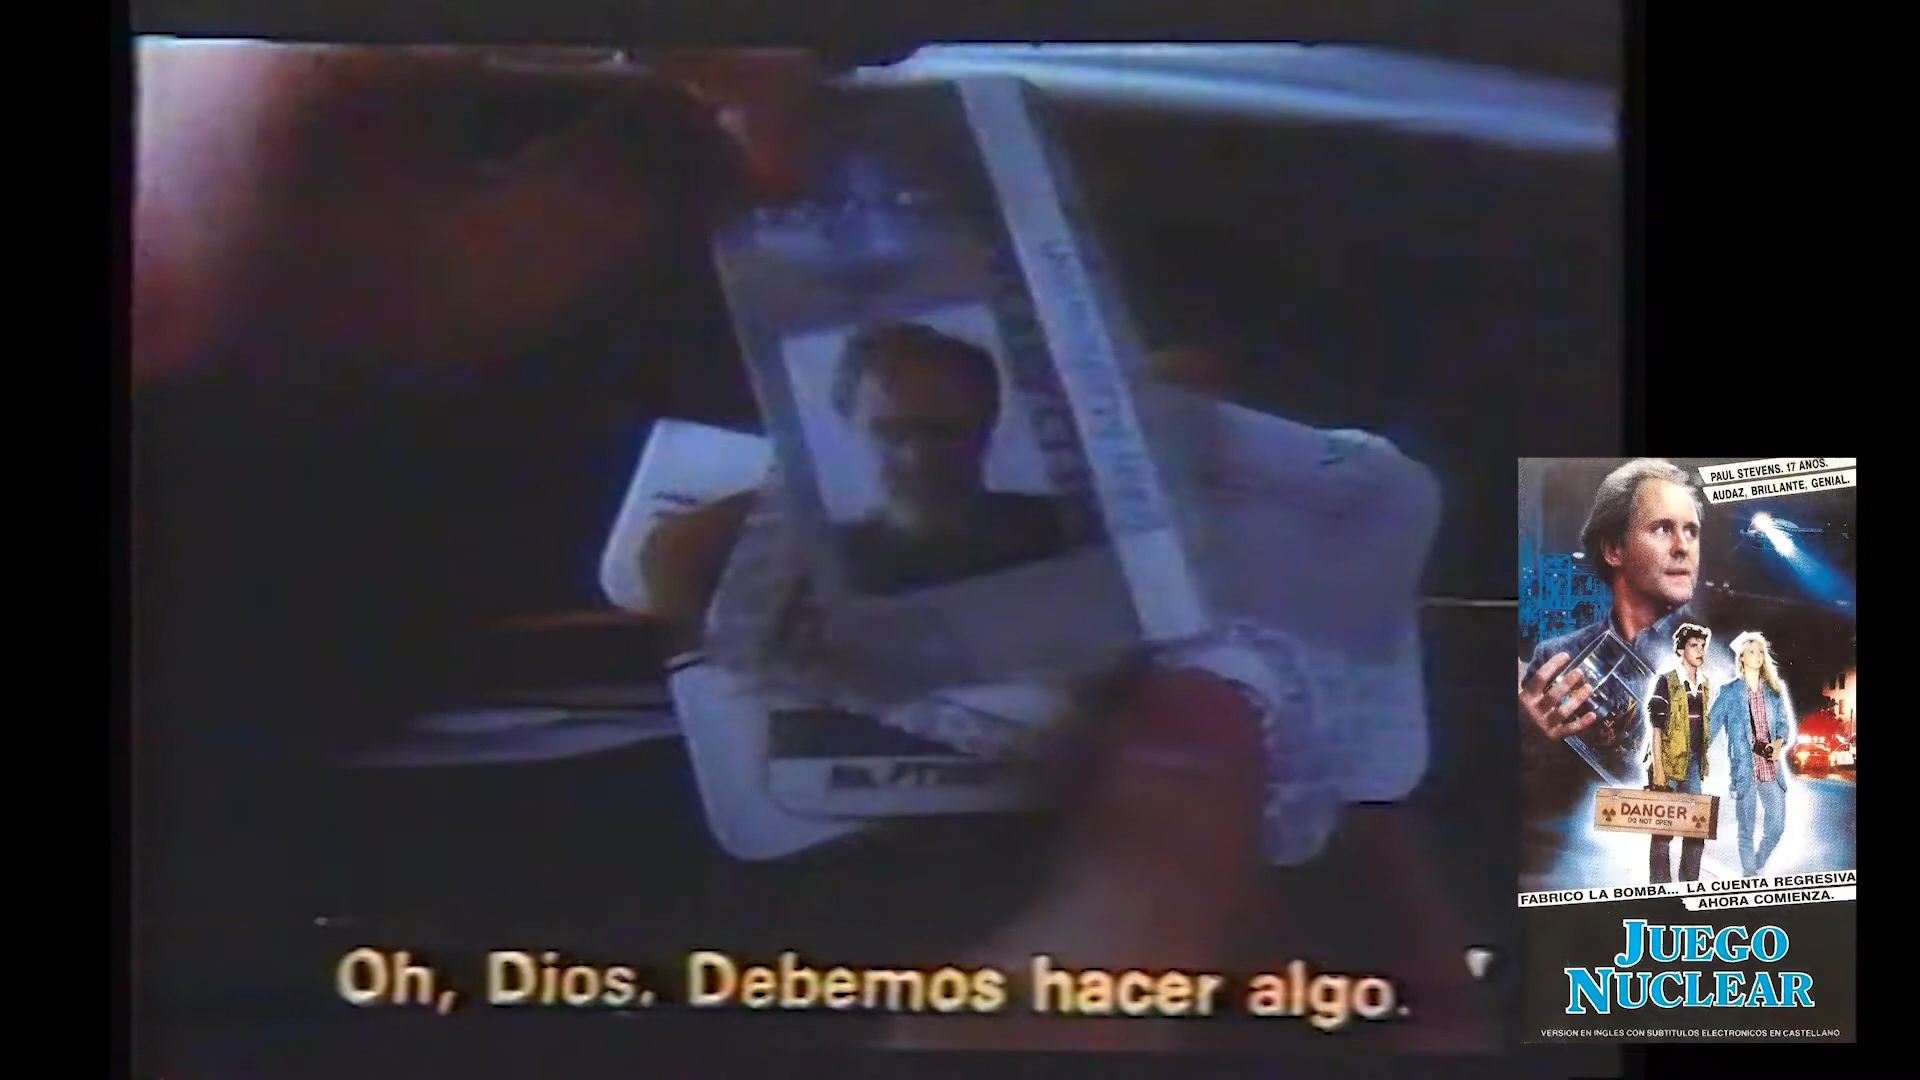 Oh, Dios. Debemos hacer algo.
PAUL STEVENS. 17 ANOS.
AUDAZ, BRILLANTE, GENIAL.
DANGER
DO NOT OPEN
FABRICO LA BOMBA... LA CUENTA REGRESIVA
AHORA COMIENZA.
JUEGO
NUCLEAR
VERSION EN INGLES CON SUBTITULOS ELECTRONICOS EN CASTELLANO